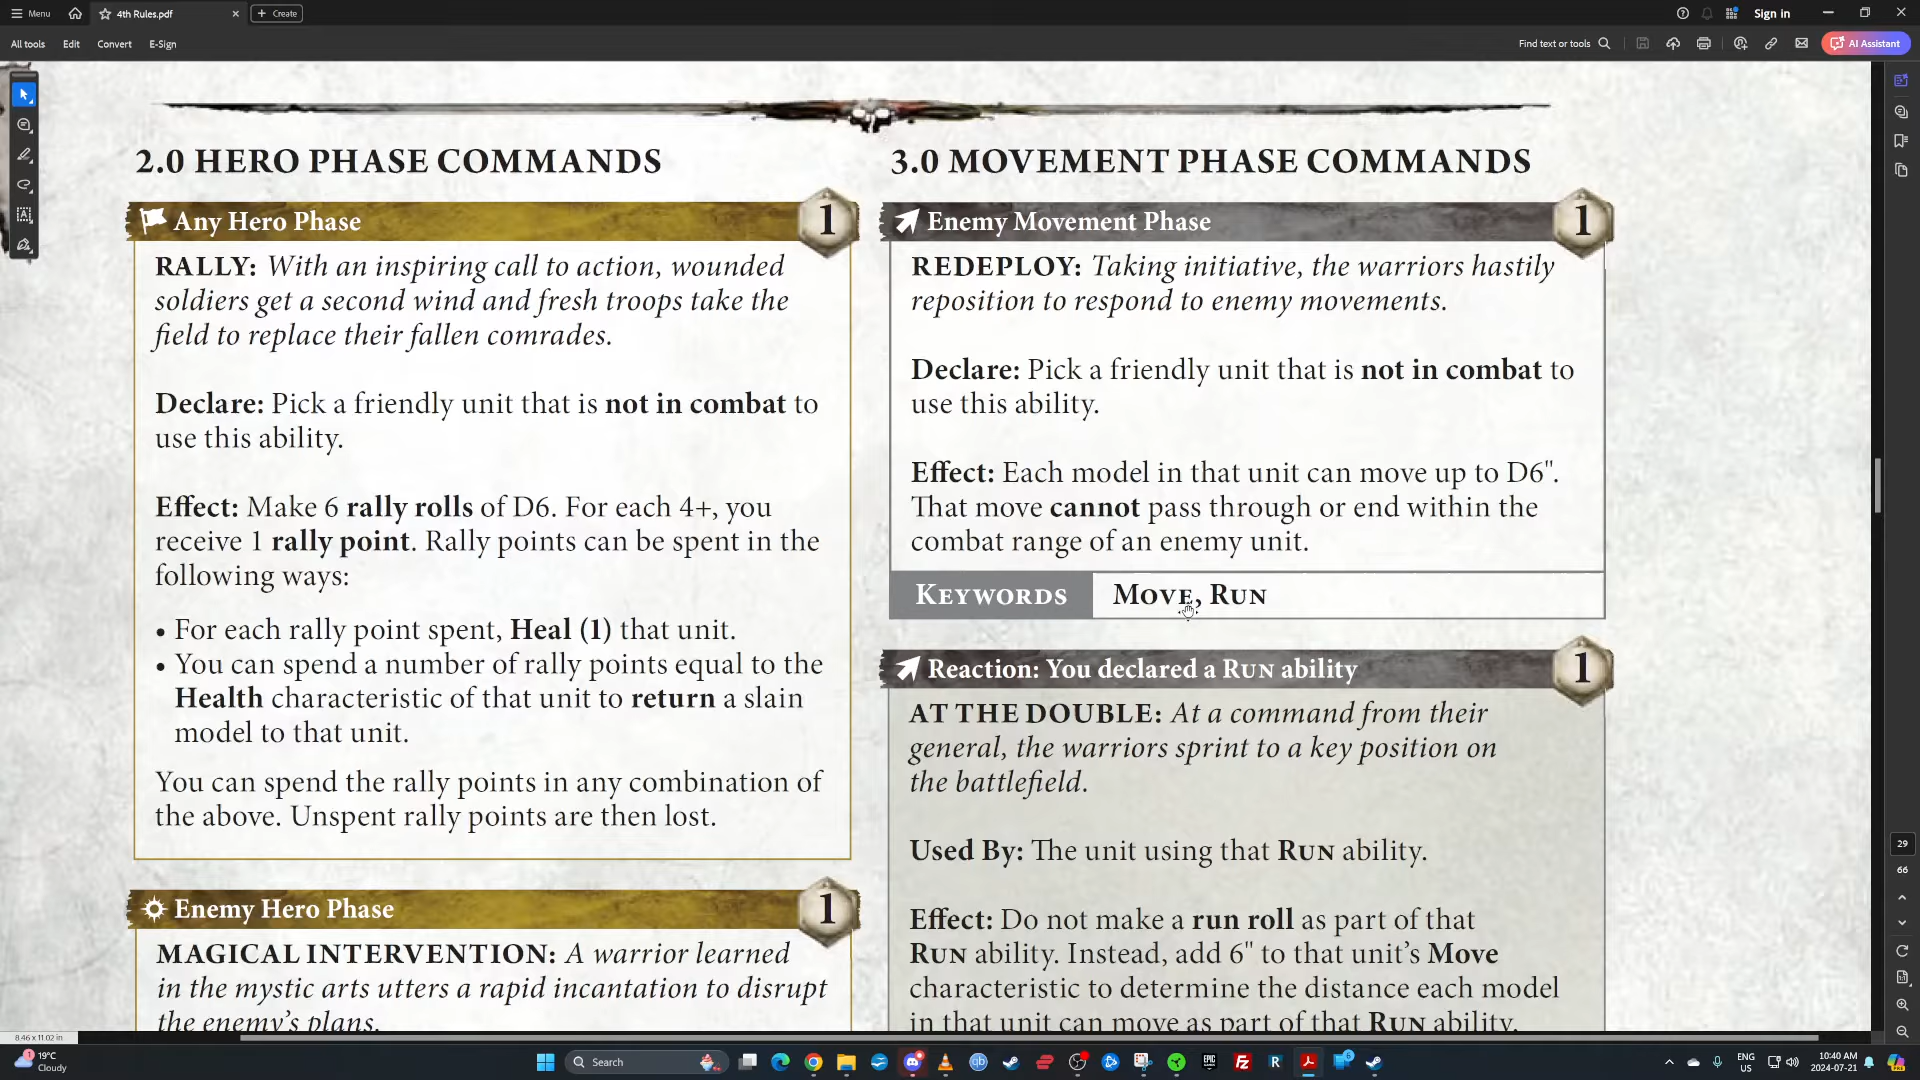 Menu
4th Rules.pdf
Create
Sign in
All tools
Edit
Convert
E-Sign
Find text or tools
AI Assistant
2.0 HERO PHASE COMMANDS
Any Hero Phase
1
RALLY: With an inspiring call to action, wounded
soldiers get a second wind and fresh troops take the
field to replace their fallen comrades.
Declare: Pick a friendly unit that is not in combat to
use this ability.
Effect: Make 6 rally rolls of D6. For each 4+, you
receive 1 rally point. Rally points can be spent in the
following ways:
• For each rally point spent, Heal (1) that unit.
• You can spend a number of rally points equal to the
Health characteristic of that unit to return a slain
model to that unit.
You can spend the rally points in any combination of
the above. Unspent rally points are then lost.
Enemy Hero Phase
1
MAGICAL INTERVENTION: A warrior learned
in the mystic arts utters a rapid incantation to disrupt
the enemy's plans.
3.0 MOVEMENT PHASE COMMANDS
Enemy Movement Phase
1
REDEPLOY: Taking initiative, the warriors hastily
reposition to respond to enemy movements.
Declare: Pick a friendly unit that is not in combat to
use this ability.
Effect: Each model in that unit can move up to D6".
That move cannot pass through or end within the
combat range of an enemy unit.
KEYWORDS
MOVE, RUN
Reaction: You declared a RUN ability
1
AT THE DOUBLE: At a command from their
general, the warriors sprint to a key position on
the battlefield.
Used By: The unit using that RUN ability.
Effect: Do not make a run roll as part of that
RUN ability. Instead, add 6" to that unit's Move
characteristic to determine the distance each model
in that unit can move as part of that RUN ability.
29
66
8.46 x 11.02 in
19°C
Cloudy
Search
ENG
US
10:40 AM
2024-07-21